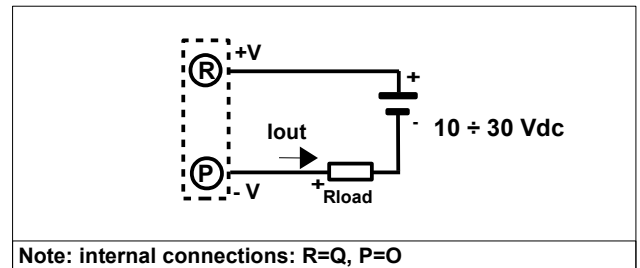 R +V
+
Iout - 10 ÷ 30 Vdc
P - V + Rload
Note: internal connections: R=Q, P=O